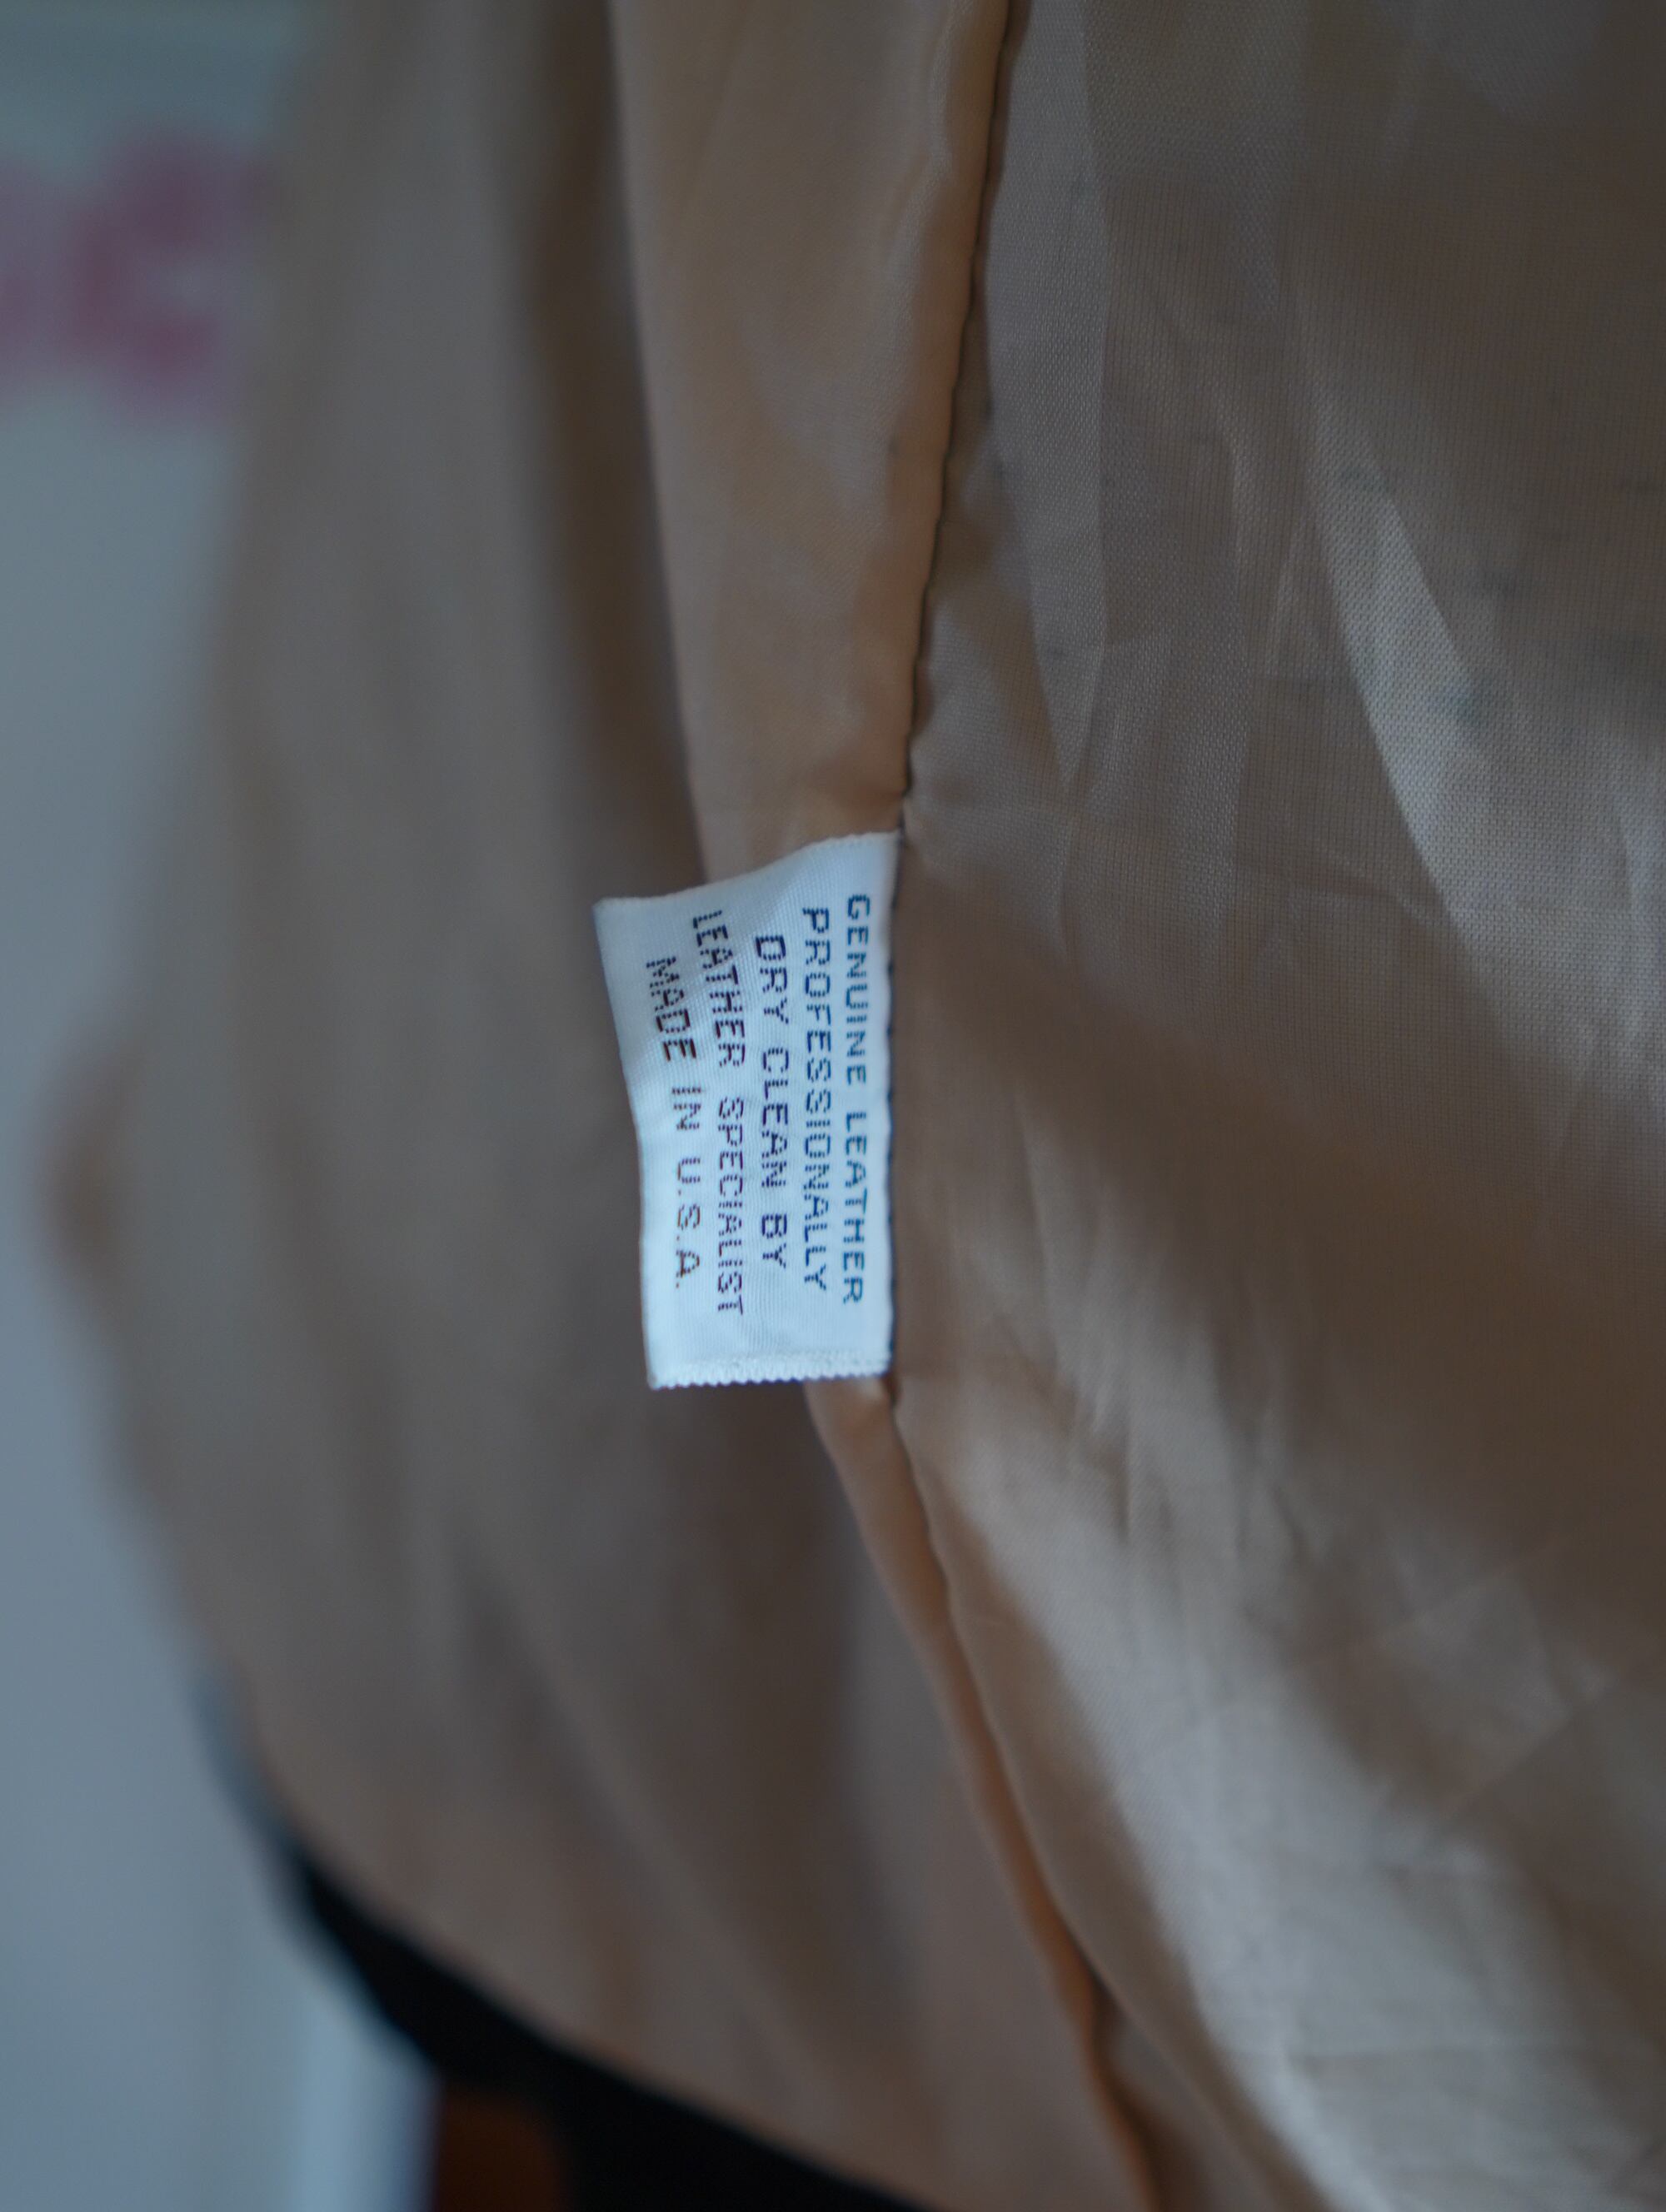 GENUINE LEATHER
PROFESSIONALLY
DRY CLEAN BY
LEATHER SPECIALIST
MADE IN U.S.A.